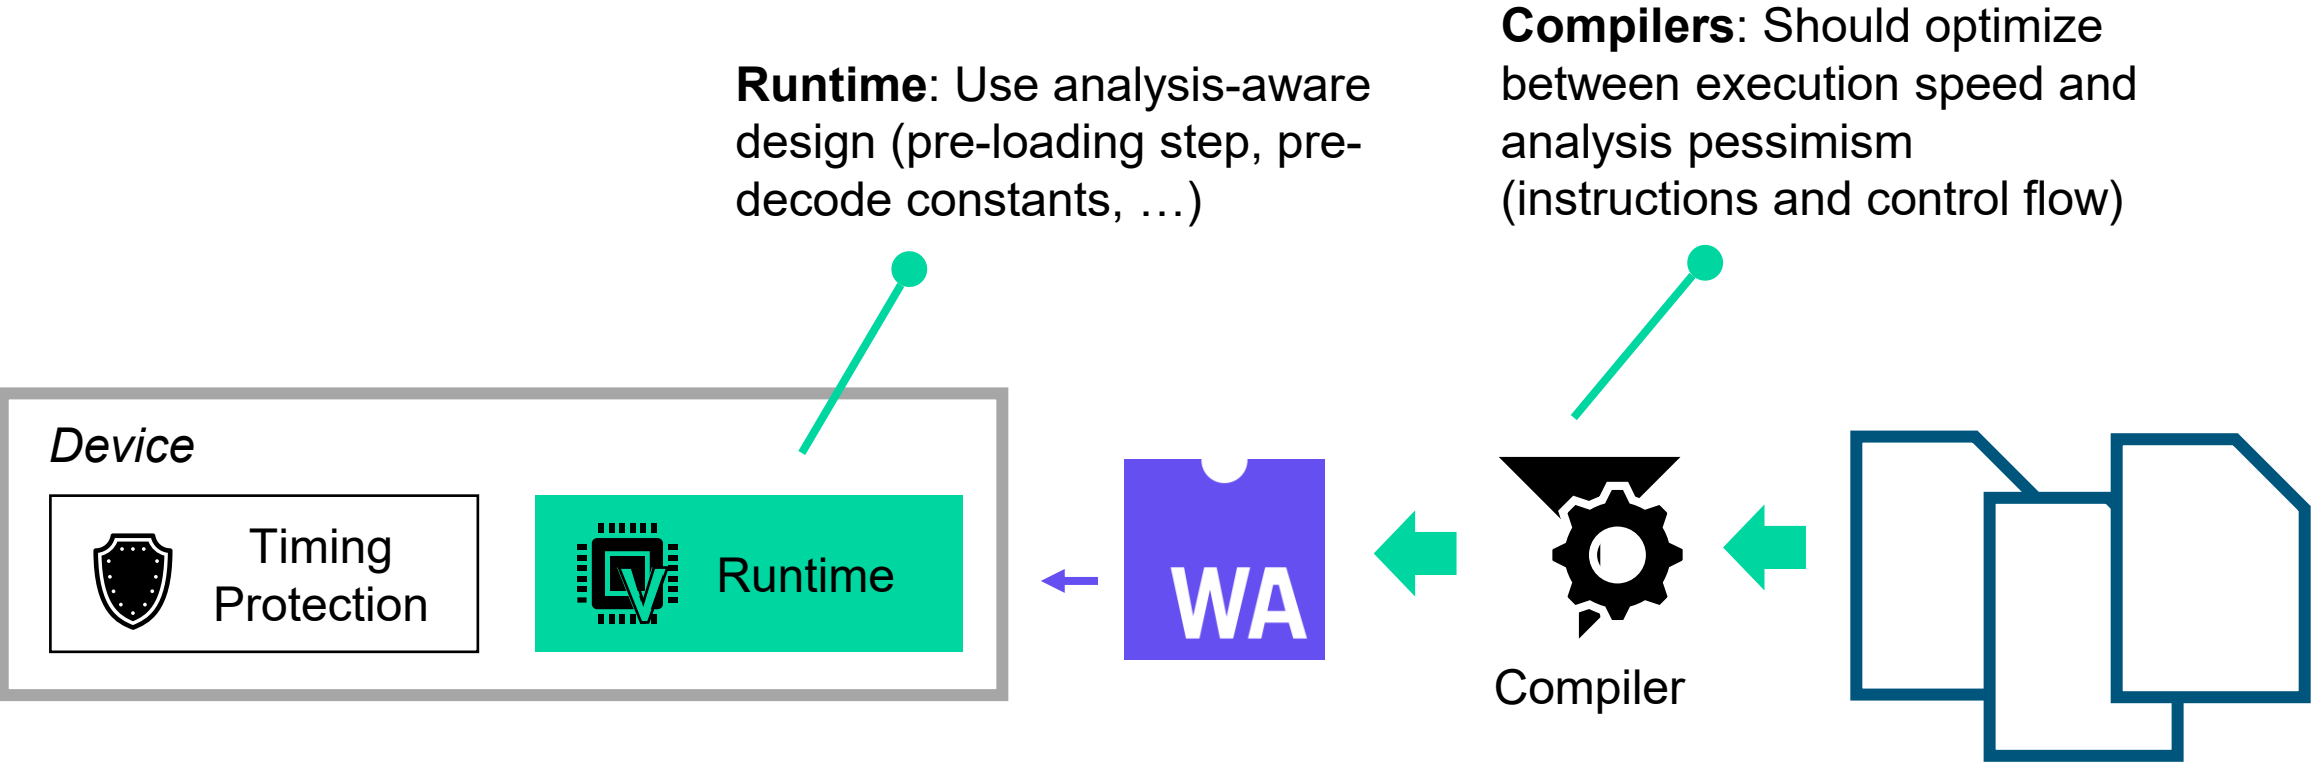 Compilers: Should optimize
between execution speed and
analysis pessimism
(instructions and control flow)
Runtime: Use analysis-aware
design (pre-loading step, pre-
decode constants, …)
Device
Timing
Protection
V
Runtime
WA
Compiler